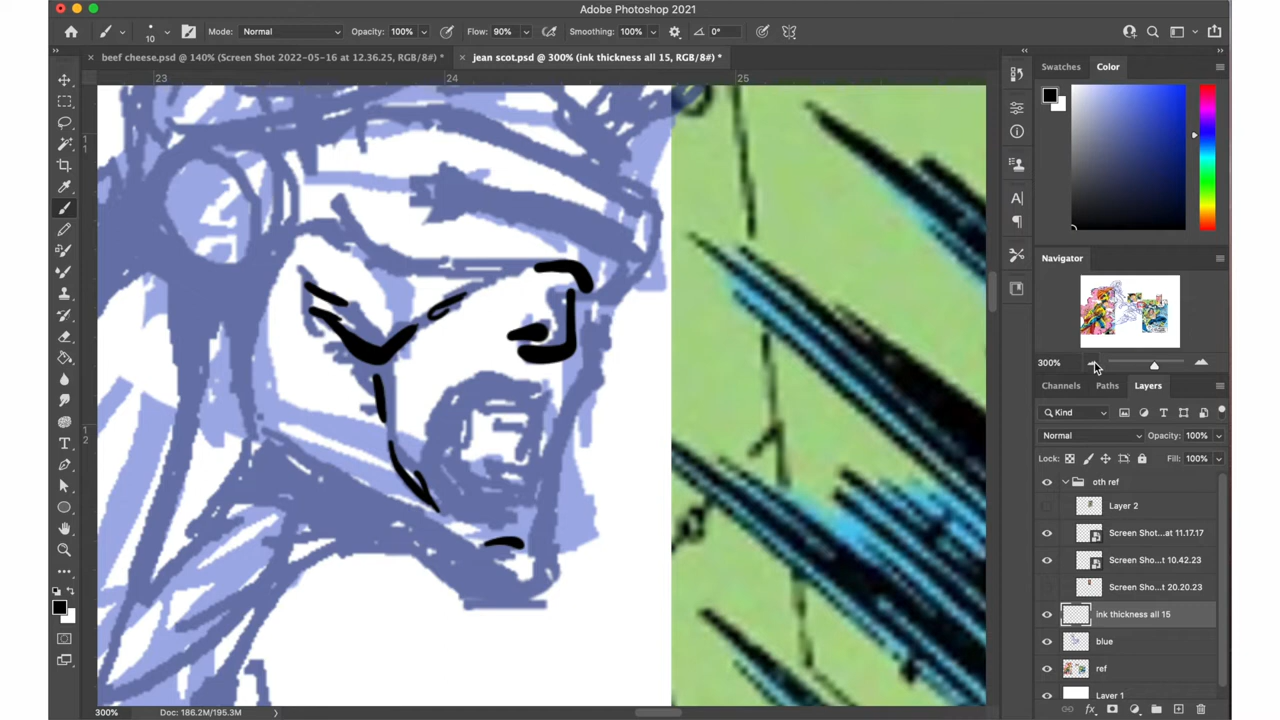 Adobe Photoshop 2021
10 Mode: Normal Opacity: 100% Flow: 90% Smoothing: 100% 0°
× beef cheese.psd @ 140% (Screen Shot 2022-05-16 at 12.36.25, RGB/8#) * × jean scot.psd @ 300% (ink thickness all 15, RGB/8#) *
23 24 25
Swatches Color
Navigator
300%
Channels Paths Layers
Kind
Normal Opacity: 100%
Lock: Fill: 100%
oth ref
Layer 2
Screen Shot...at 11.17.17
Screen Sho...t 10.42.23
Screen Sho...t 20.20.23
ink thickness all 15
blue
ref
Layer 1
300% Doc: 186.2M/195.3M